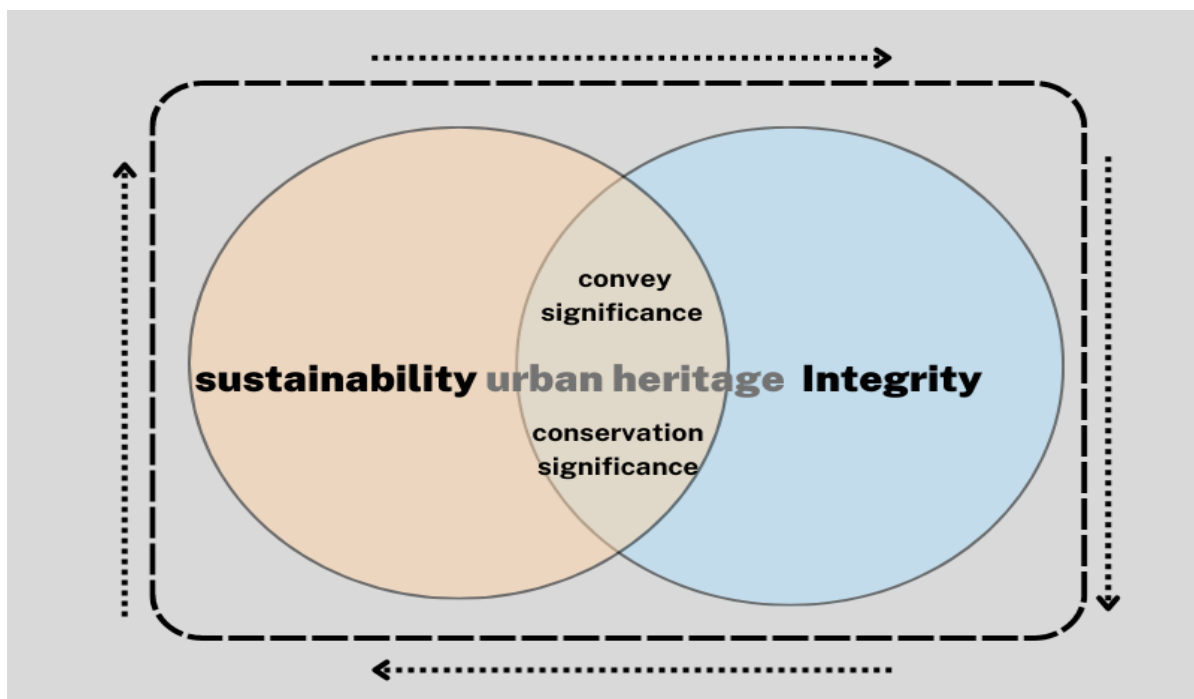 convey
significance
sustainability urban heritage Integrity
conservation
significance